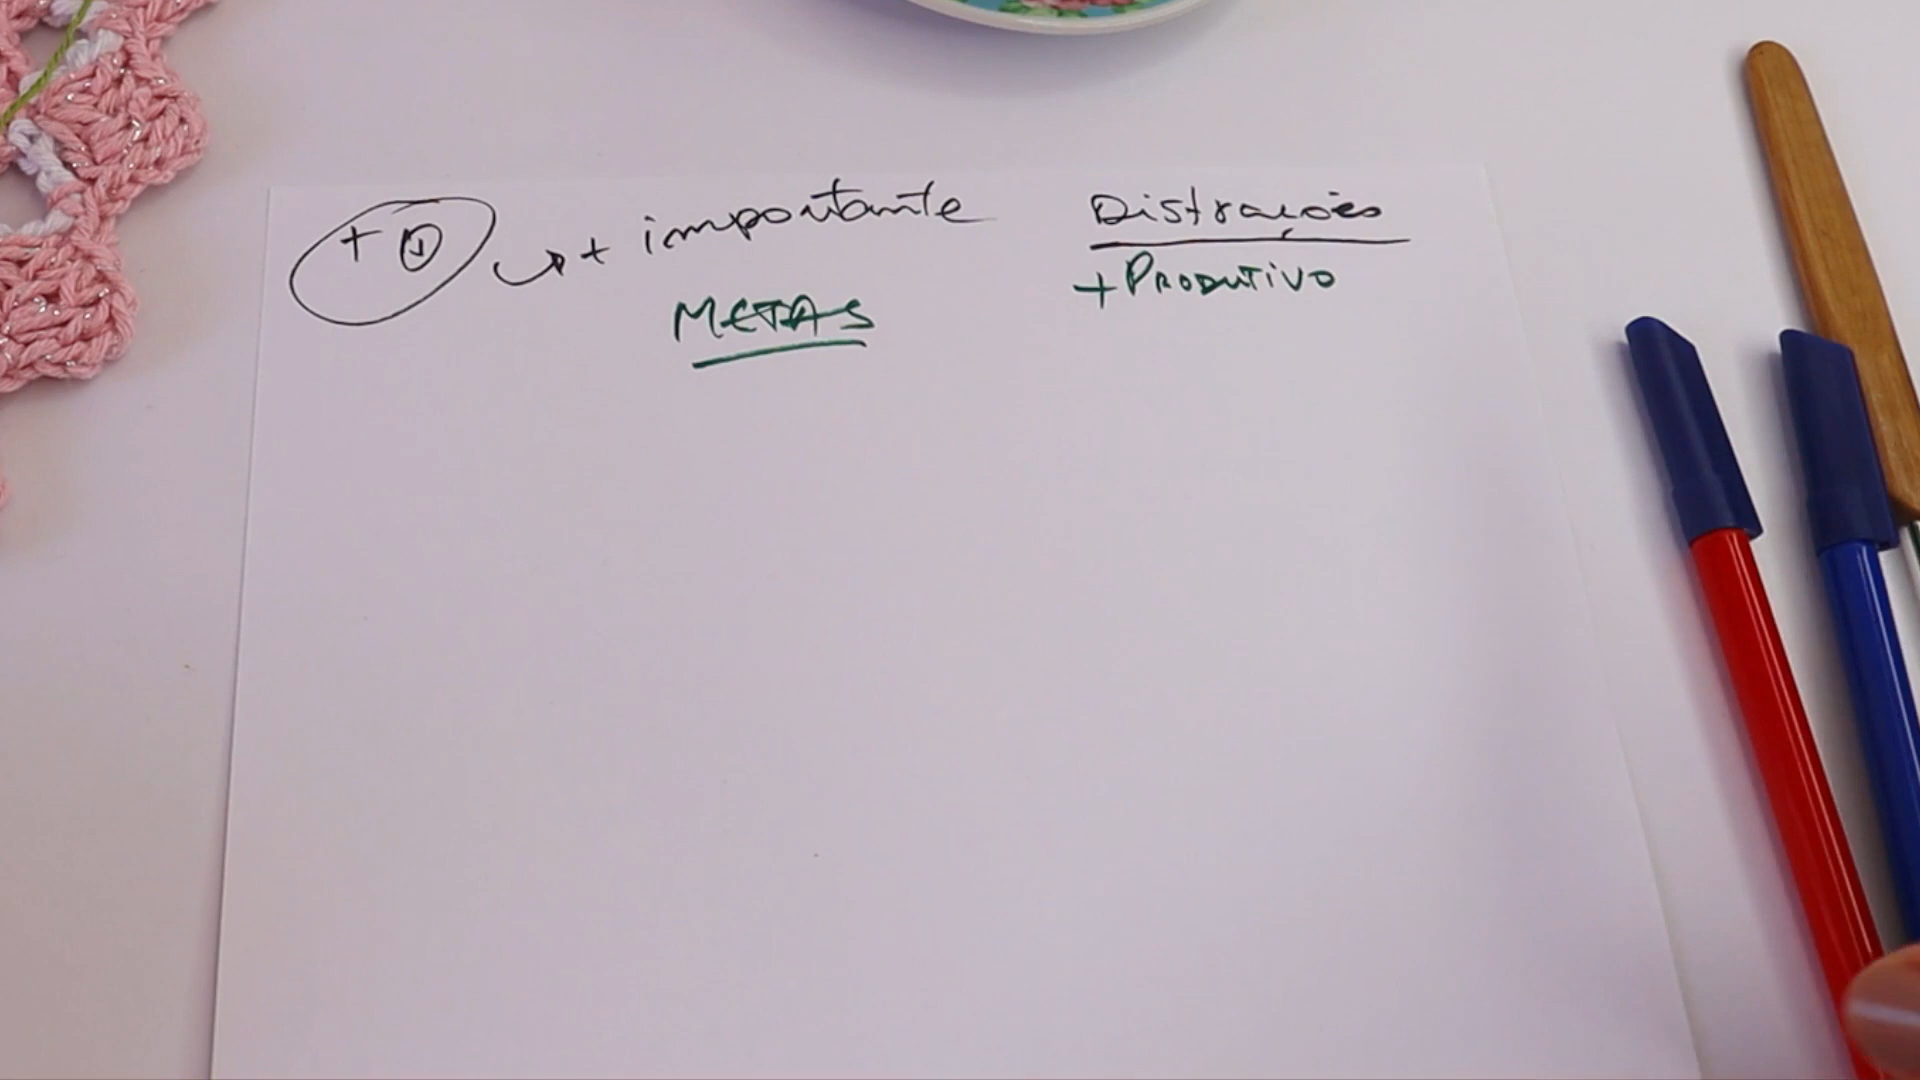 + + importante Distrações
METAS + PRODUTIVO